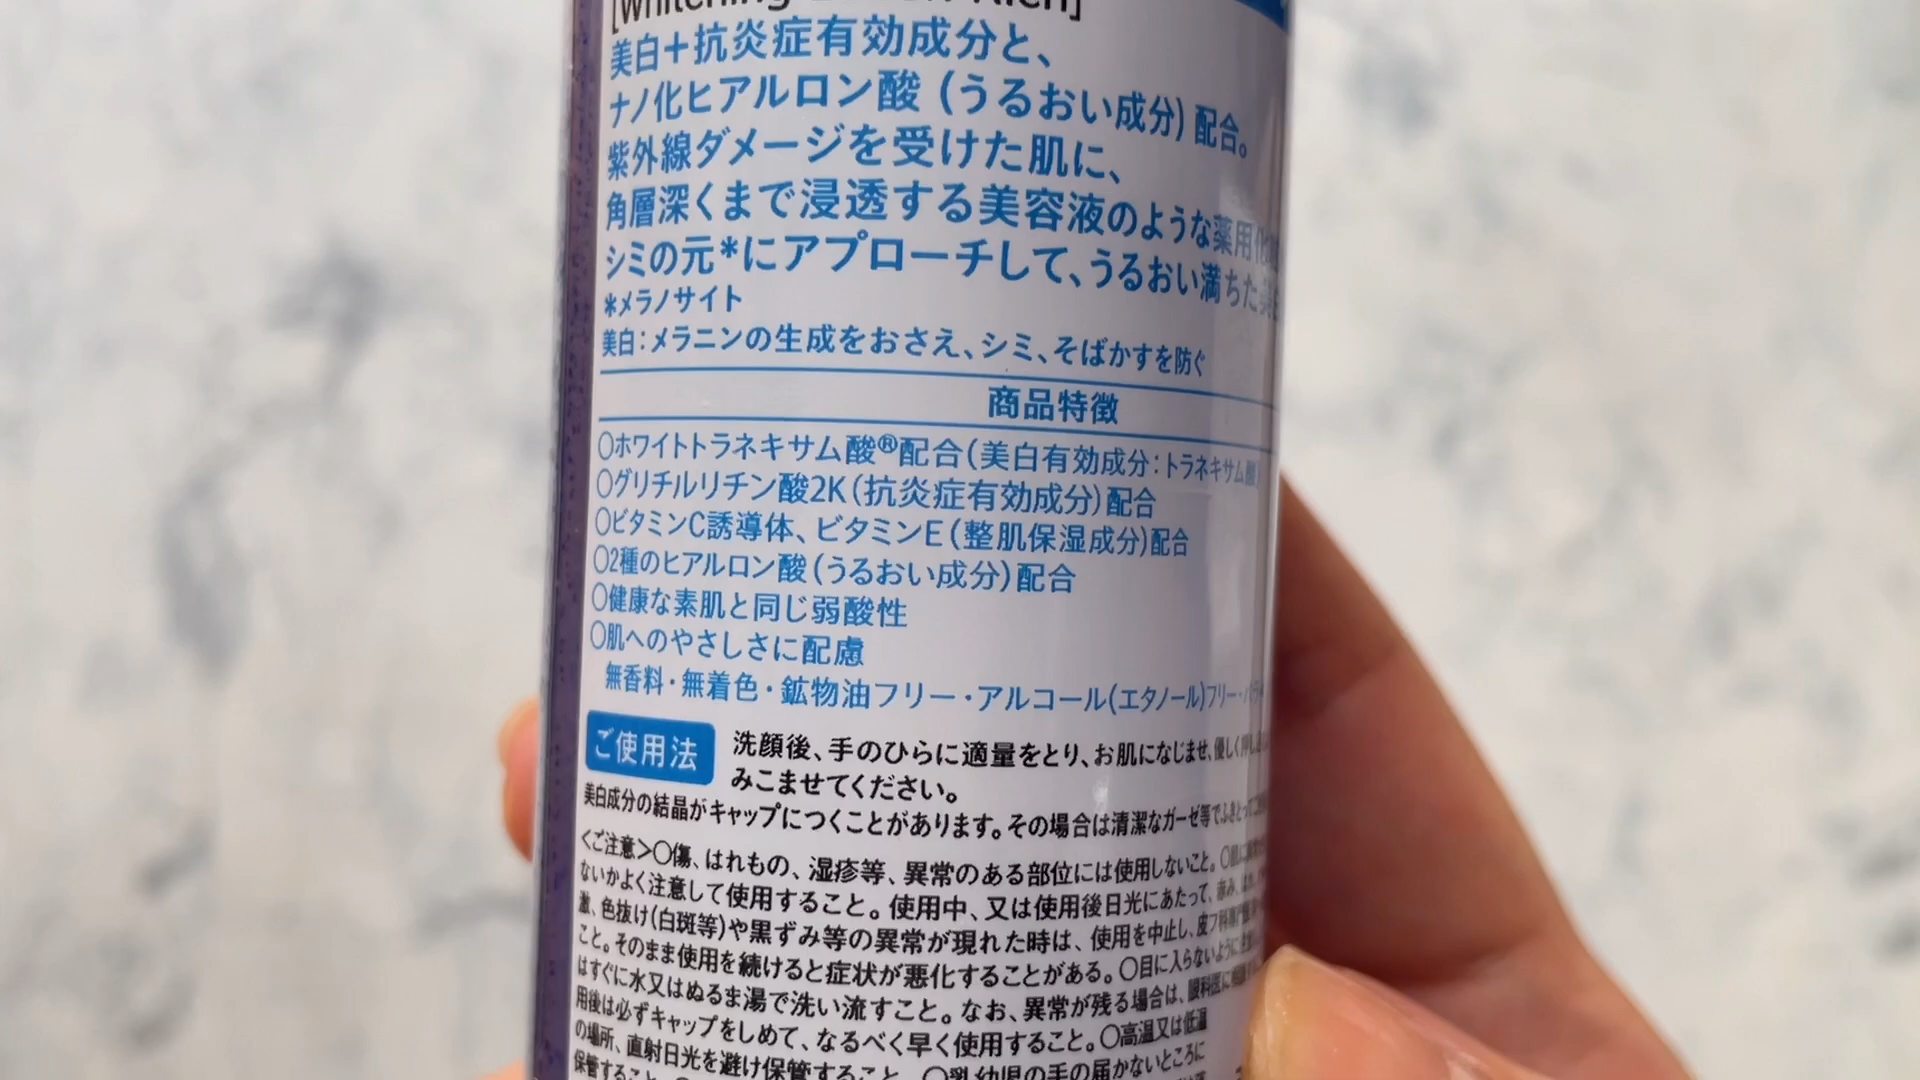 [Whitening
美白+抗炎症有効成分と、
ナノ化ヒアルロン酸(うるおい成分)配合。
紫外線ダメージを受けた肌に、
角層深くまで浸透する美容液のような薬用
シミの元*にアプローチして、うるおい満ちた
*メラノサイト
美白:メラニンの生成をおさえ、シミ、そばかすを防ぐ
商品特徴
○ホワイトトラネキサム酸®配合(美白有効成分:トラネキサム酸)
○グリチルリチン酸2K(抗炎症有効成分)配合
○ビタミンC誘導体、ビタミンE(整肌保湿成分)配合
○2種のヒアルロン酸(うるおい成分)配合
○健康な素肌と同じ弱酸性
○肌へのやさしさに配慮
無香料・無着色・鉱物油フリー・アルコール(エタノール)フリー・
ご使用法 洗顔後、手のひらに適量をとり、お肌になじませ、優しく
みこませてください。
美白成分の結晶がキャップにつくことがあります。その場合は清潔なガーゼ等でふきとって
<ご注意>○傷、はれもの、湿疹等、異常のある部位には使用しないこと。
ないかよく注意して使用すること。使用中、又は使用後日光にあたって、赤み、
激、色抜け(白斑等)や黒ずみ等の異常が現れた時は、使用を中止し、皮フ科
こと。そのまま使用を続けると症状が悪化することがある。○目に入らないように
はすぐに水又はぬるま湯で洗い流すこと。なお、異常が残る場合は、眼科医に
用後は必ずキャップをしめて、なるべく早く使用すること。○高温又は低温
の場所、直射日光を避け保管すること。○乳幼児の手の届かないところに
保管すること。